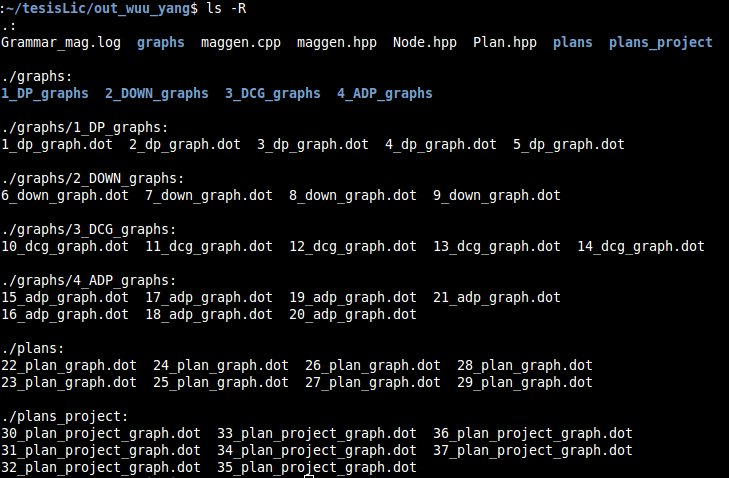 :~/tesisLic/out_wuu_yang$ ls -R
.:
Grammar_mag.log  graphs  maggen.cpp  maggen.hpp  Node.hpp  Plan.hpp  plans  plans_project

./graphs:
1_DP_graphs  2_DOWN_graphs  3_DCG_graphs  4_ADP_graphs

./graphs/1_DP_graphs:
1_dp_graph.dot  2_dp_graph.dot  3_dp_graph.dot  4_dp_graph.dot  5_dp_graph.dot

./graphs/2_DOWN_graphs:
6_down_graph.dot  7_down_graph.dot  8_down_graph.dot  9_down_graph.dot

./graphs/3_DCG_graphs:
10_dcg_graph.dot  11_dcg_graph.dot  12_dcg_graph.dot  13_dcg_graph.dot  14_dcg_graph.dot

./graphs/4_ADP_graphs:
15_adp_graph.dot  17_adp_graph.dot  19_adp_graph.dot  21_adp_graph.dot
16_adp_graph.dot  18_adp_graph.dot  20_adp_graph.dot

./plans:
22_plan_graph.dot  24_plan_graph.dot  26_plan_graph.dot  28_plan_graph.dot
23_plan_graph.dot  25_plan_graph.dot  27_plan_graph.dot  29_plan_graph.dot

./plans_project:
30_plan_project_graph.dot  33_plan_project_graph.dot  36_plan_project_graph.dot
31_plan_project_graph.dot  34_plan_project_graph.dot  37_plan_project_graph.dot
32_plan_project_graph.dot  35_plan_project_graph.dot